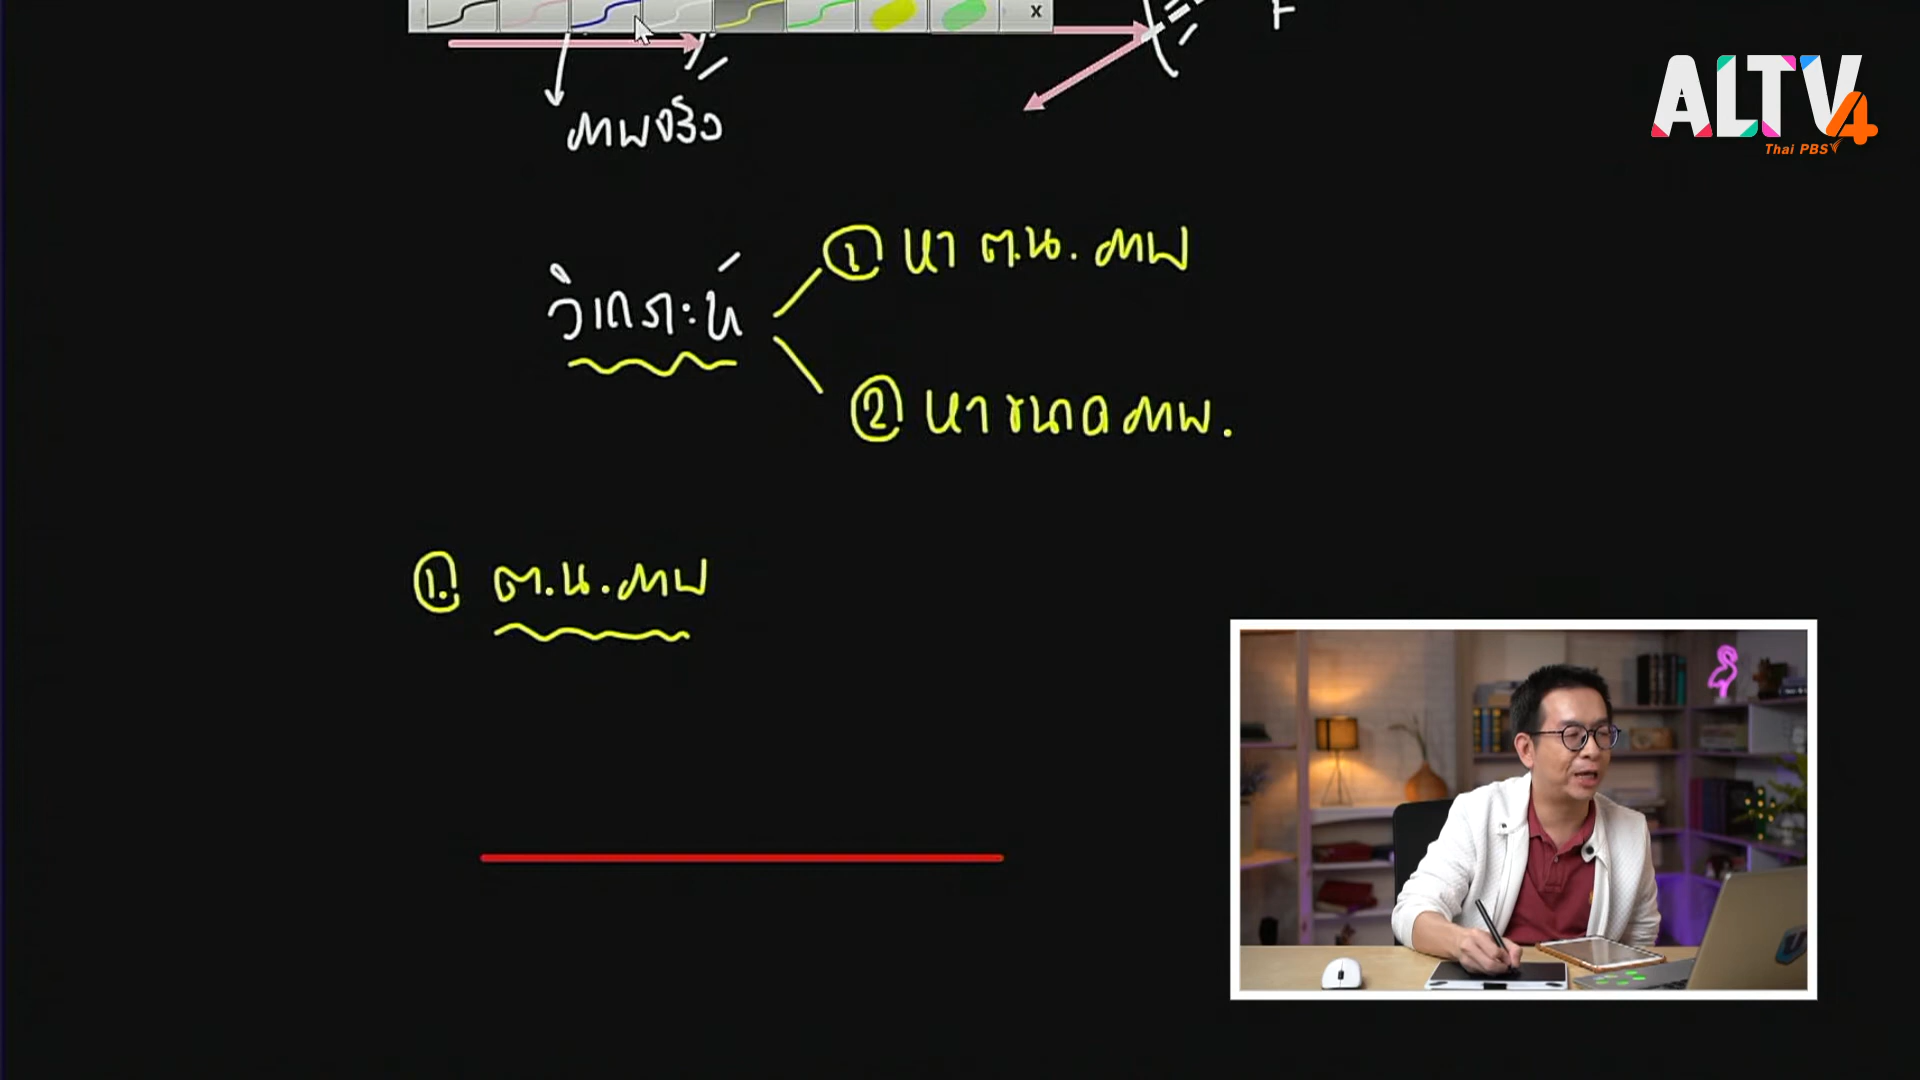 x
F
ALTV4
Thai PBS
ภาพจริง
วิเคราะห์
① หา ต.น. ภาพ
② หาขนาดภาพ.
①. ต.น.ภาพ